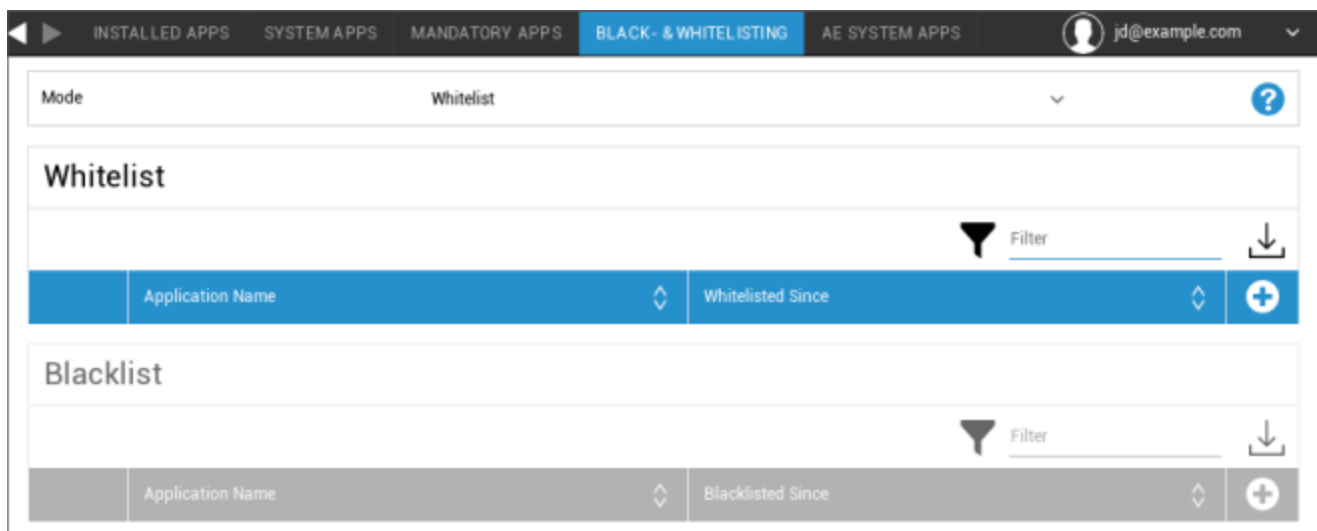 INSTALLED APPS SYSTEM APPS MANDATORY APPS BLACK- & WHITELISTING AE SYSTEM APPS jd@example.com
Mode Whitelist ?
Whitelist
Filter
Application Name Whitelisted Since
Blacklist
Filter
Application Name Blacklisted Since